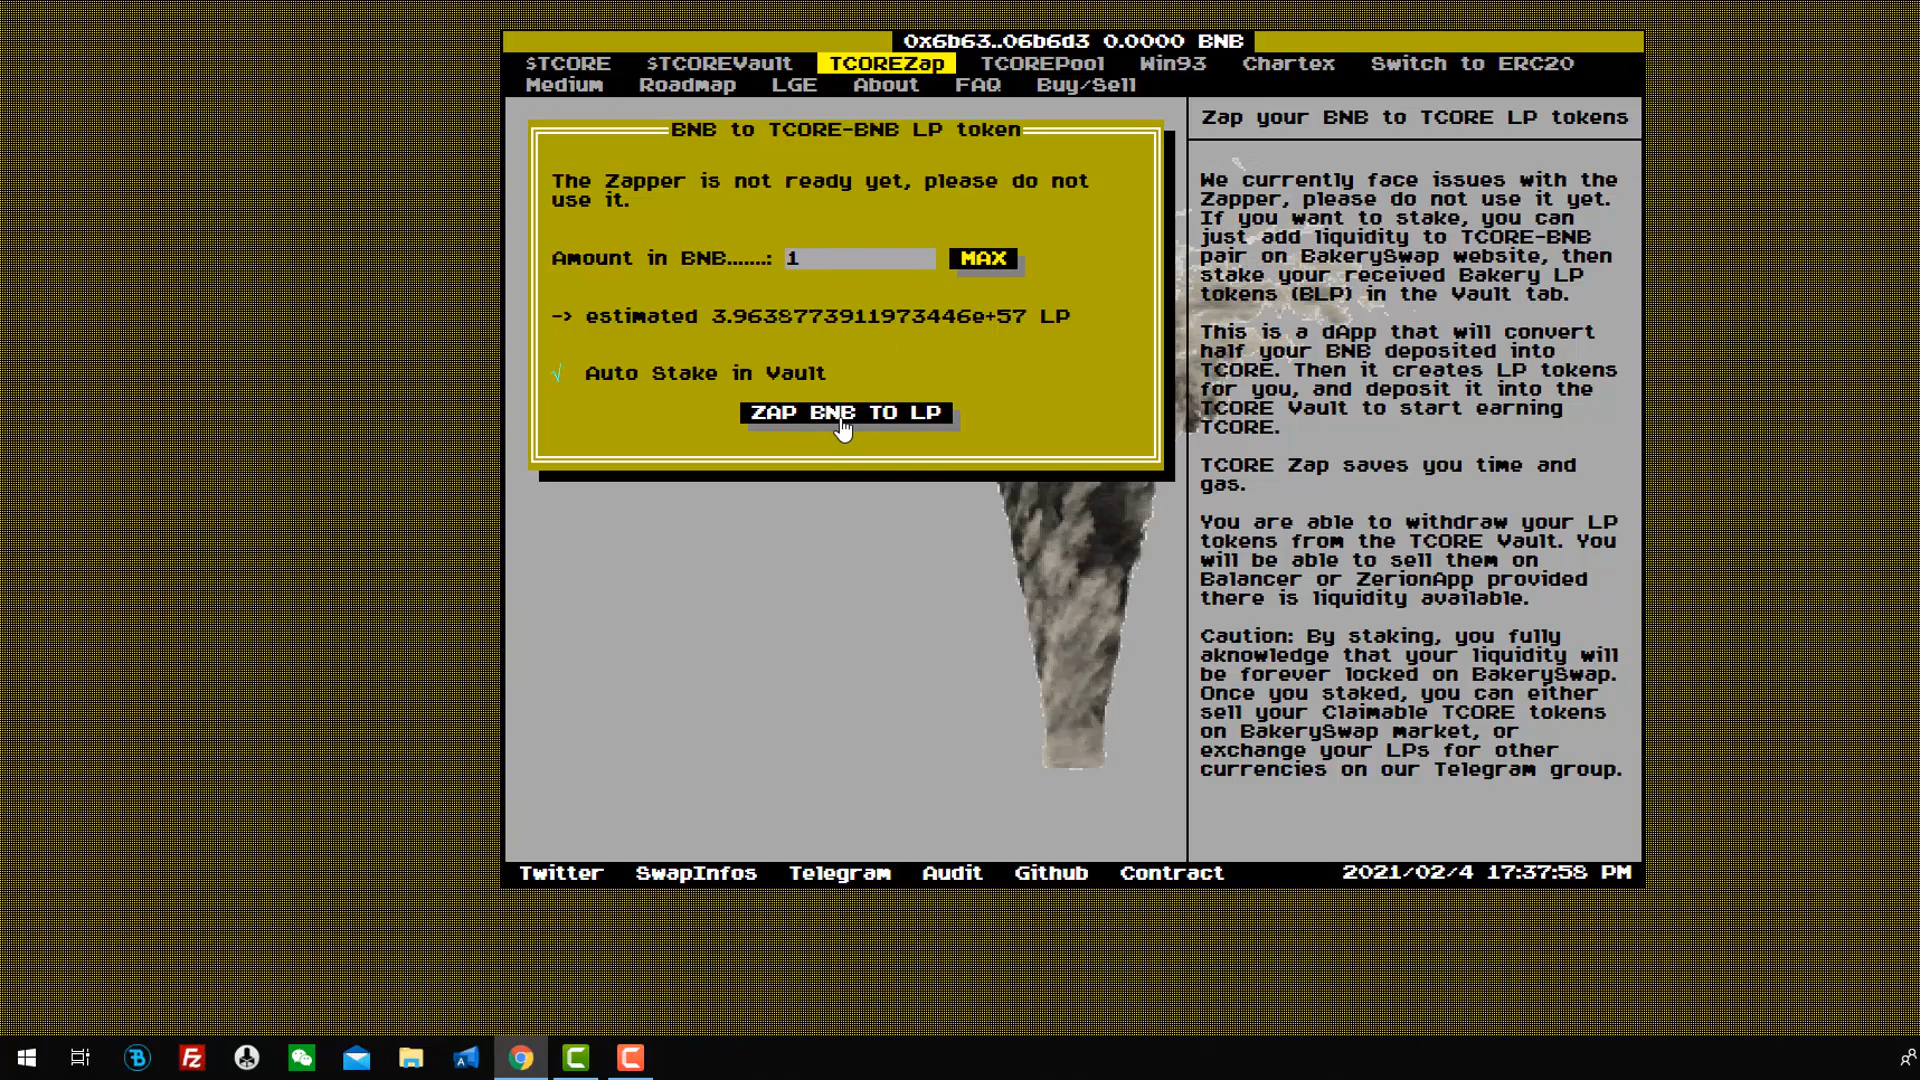 0x6b63..06b6d3 0.0000 BNB
$TCORE $TCOREVault TCOREZap TCOREPool Win93 Chartex Switch to ERC20
Medium Roadmap LGE About FAQ Buy/Sell
BNB to TCORE-BNB LP token
The Zapper is not ready yet, please do not
use it.
Amount in BNB.......: 1 MAX
-> estimated 3.9638773911973446e+57 LP
√ Auto Stake in Vault
ZAP BNB TO LP
Zap your BNB to TCORE LP tokens
We currently face issues with the
Zapper, please do not use it yet.
If you want to stake, you can
just add liquidity to TCORE-BNB
pair on BakerySwap website, then
stake your received Bakery LP
tokens (BLP) in the Vault tab.
This is a dApp that will convert
half your BNB deposited into
TCORE. Then it creates LP tokens
for you, and deposit it into the
TCORE Vault to start earning
TCORE.
TCORE Zap saves you time and
gas.
You are able to withdraw your LP
tokens from the TCORE Vault. You
will be able to sell them on
Balancer or ZerionApp provided
there is liquidity available.
Caution: By staking, you fully
aknowledge that your liquidity will
be forever locked on BakerySwap.
Once you staked, you can either
sell your Claimable TCORE tokens
on BakerySwap market, or
exchange your LPs for other
currencies on our Telegram group.
Twitter SwapInfos Telegram Audit Github Contract 2021/02/4 17:37:58 PM